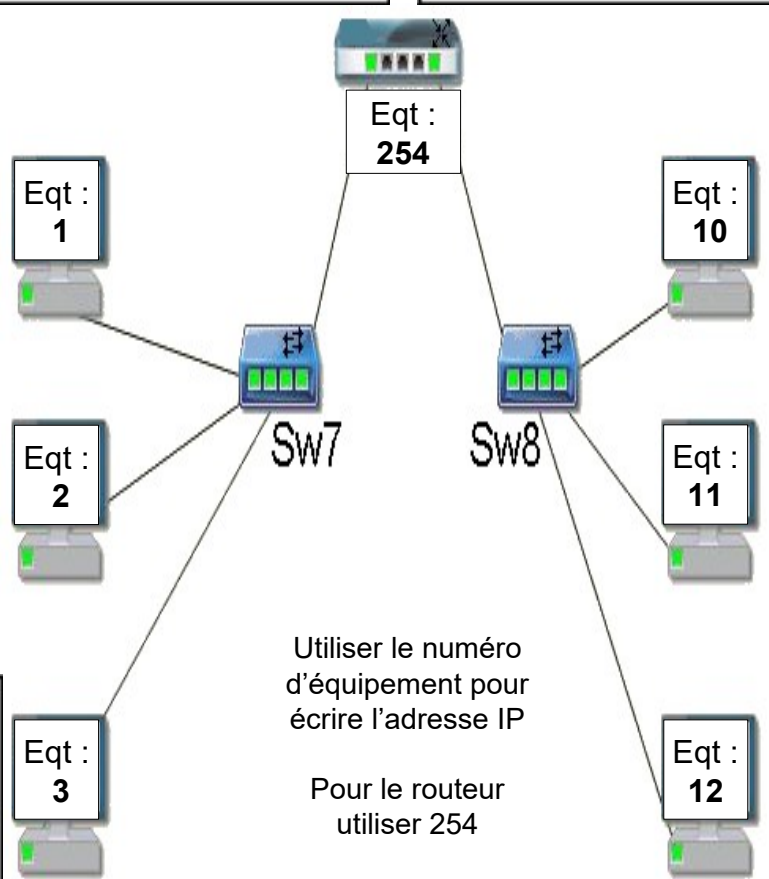 Eqt :
254
Eqt :
1
Eqt :
10
Sw7
Sw8
Eqt :
2
Eqt :
11
Utiliser le numéro
d’équipement pour
écrire l’adresse IP
Pour le routeur
utiliser 254
Eqt :
3
Eqt :
12